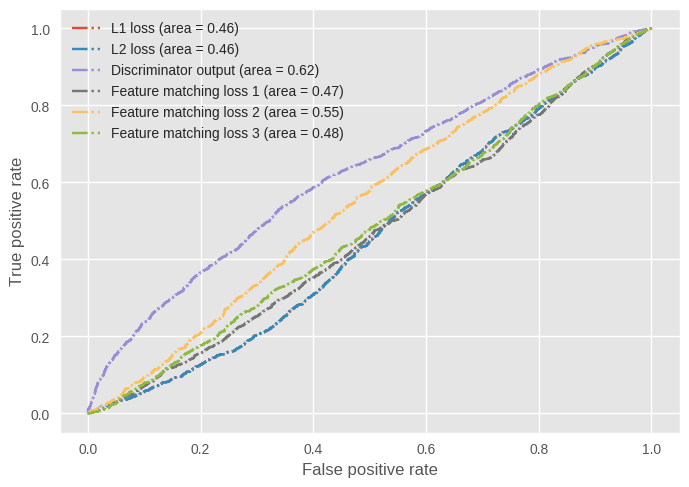 L1 loss (area = 0.46)
L2 loss (area = 0.46)
Discriminator output (area = 0.62)
Feature matching loss 1 (area = 0.47)
Feature matching loss 2 (area = 0.55)
Feature matching loss 3 (area = 0.48)
True positive rate
1.0
0.8
0.6
0.4
0.2
0.0
0.0 0.2 0.4 0.6 0.8 1.0
False positive rate